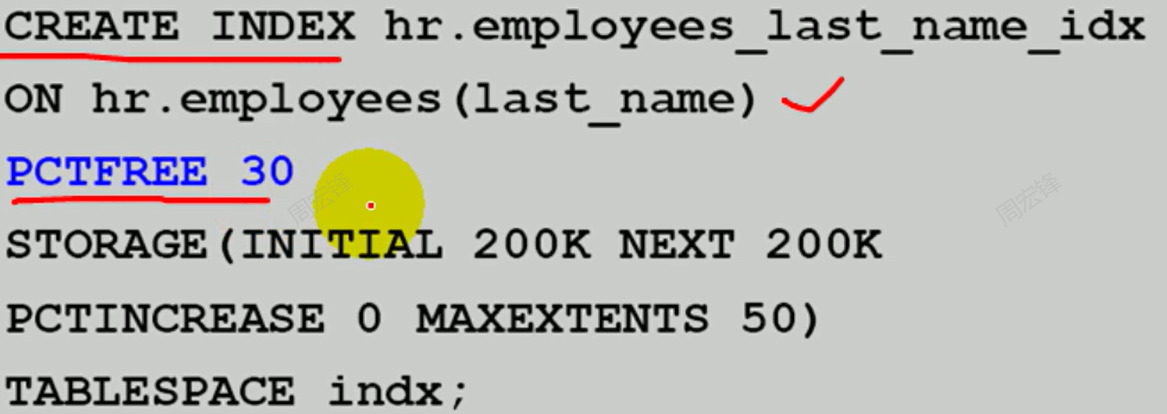 CREATE INDEX hr.employees_last_name_idx
ON hr.employees(last_name)
PCTFREE 30
周宏锋
周宏锋
STORAGE(INITIAL 200K NEXT 200K
PCTINCREASE 0 MAXEXTENTS 50)
TABLESPACE indx;